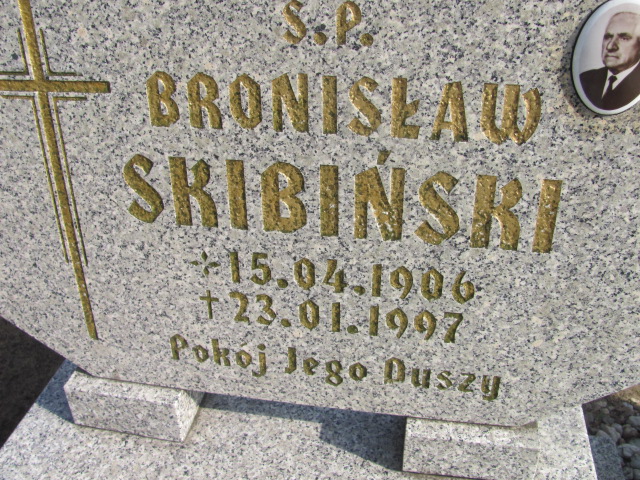 Ś.P.
BRONISŁAW
SKIBIŃSKI
15.04.1906
† 23.01.1997
Pokój Jego Duszy